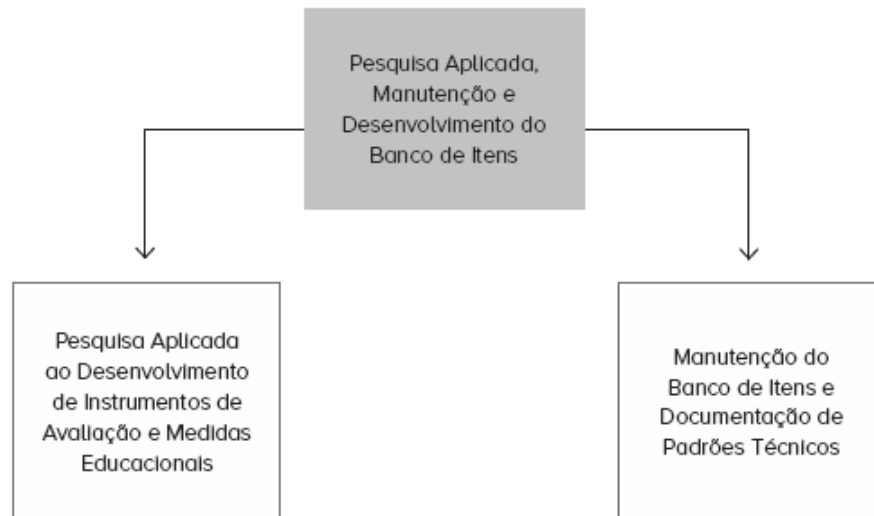 Pesquisa Aplicada,
Manutenção e
Desenvolvimento do
Banco de Itens
Pesquisa Aplicada
ao Desenvolvimento
de Instrumentos de
Avaliação e Medidas
Educacionais
Manutenção do
Banco de Itens e
Documentação de
Padrões Técnicos